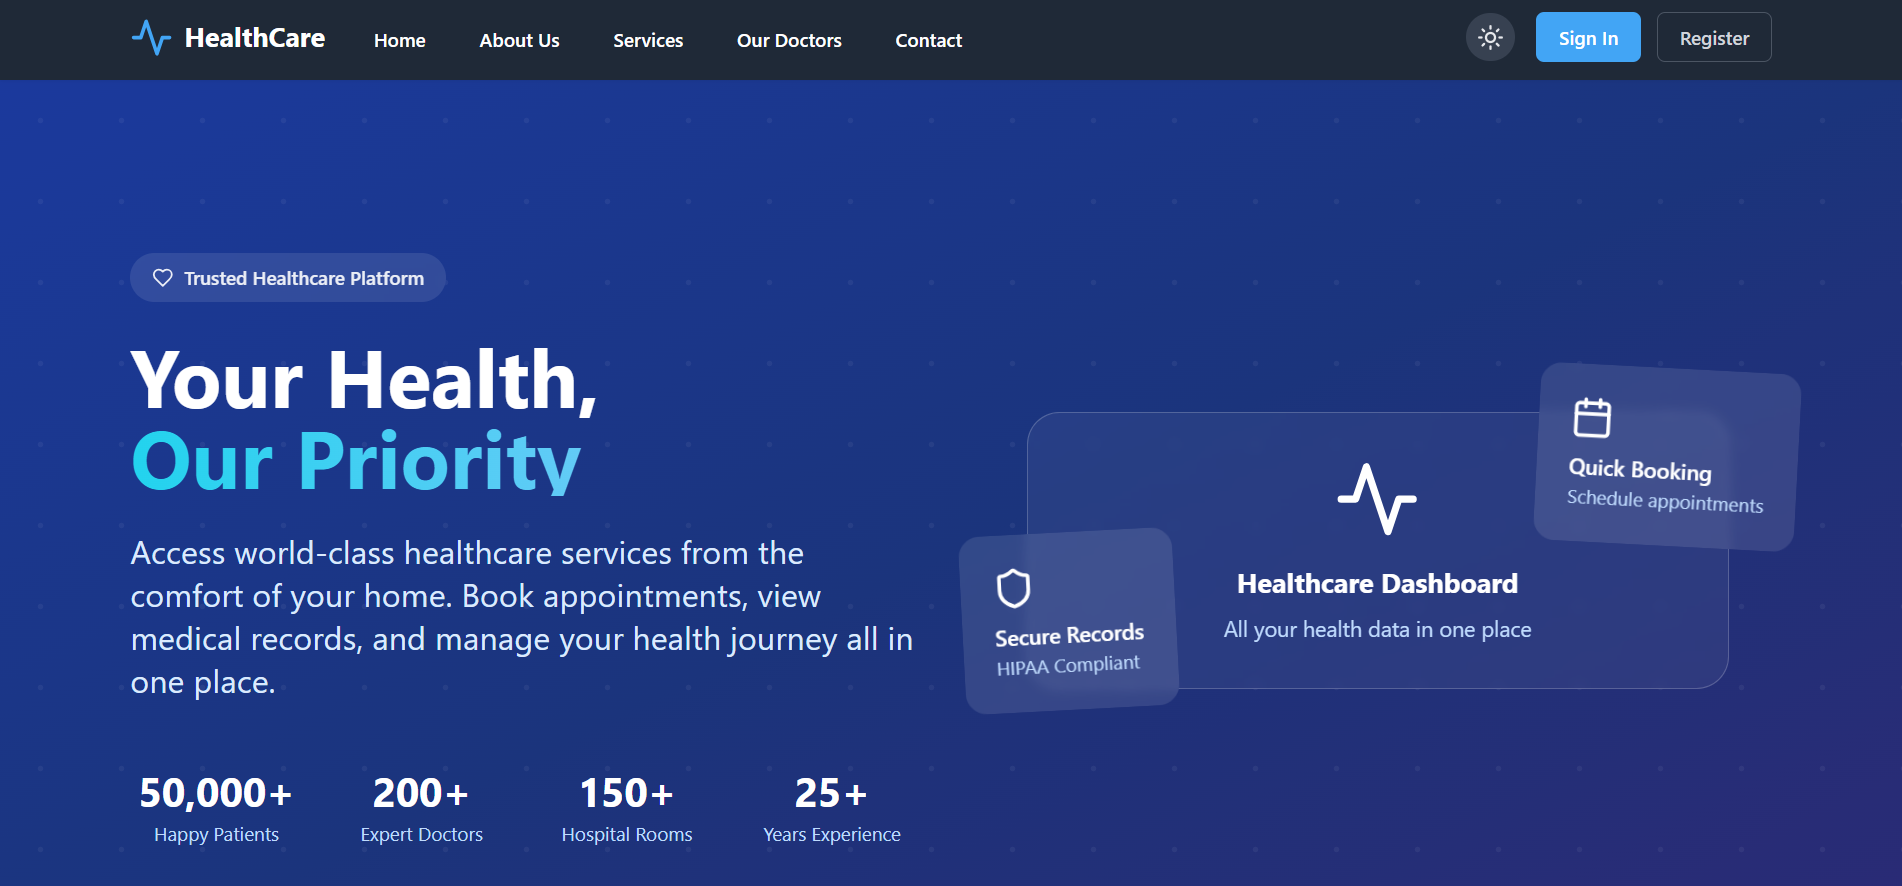 HealthCare
Home
About Us
Services
Our Doctors
Contact
Sign In
Register
Trusted Healthcare Platform
Your Health,
Our Priority
Access world-class healthcare services from the
comfort of your home. Book appointments, view
medical records, and manage your health journey all in
one place.
50,000+
Happy Patients
200+
Expert Doctors
150+
Hospital Rooms
25+
Years Experience
Quick Booking
Schedule appointments
Healthcare Dashboard
All your health data in one place
Secure Records
HIPAA Compliant